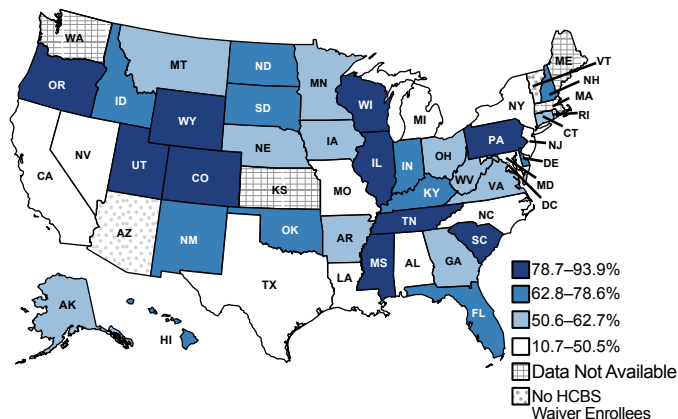 WA
ME
VT
NH
MA
RI
CT
NJ
DE
MD
DC
MT
ND
MN
OR
ID
SD
WI
MI
NY
WY
NE
IA
PA
NV
UT
CO
IL
IN
OH
WV
VA
KS
MO
KY
CA
AZ
NM
OK
AR
TN
NC
SC
MS
AL
GA
TX
LA
FL
AK
HI
78.7–93.9%
62.8–78.6%
50.6–62.7%
10.7–50.5%
Data Not Available
No HCBS
Waiver Enrollees